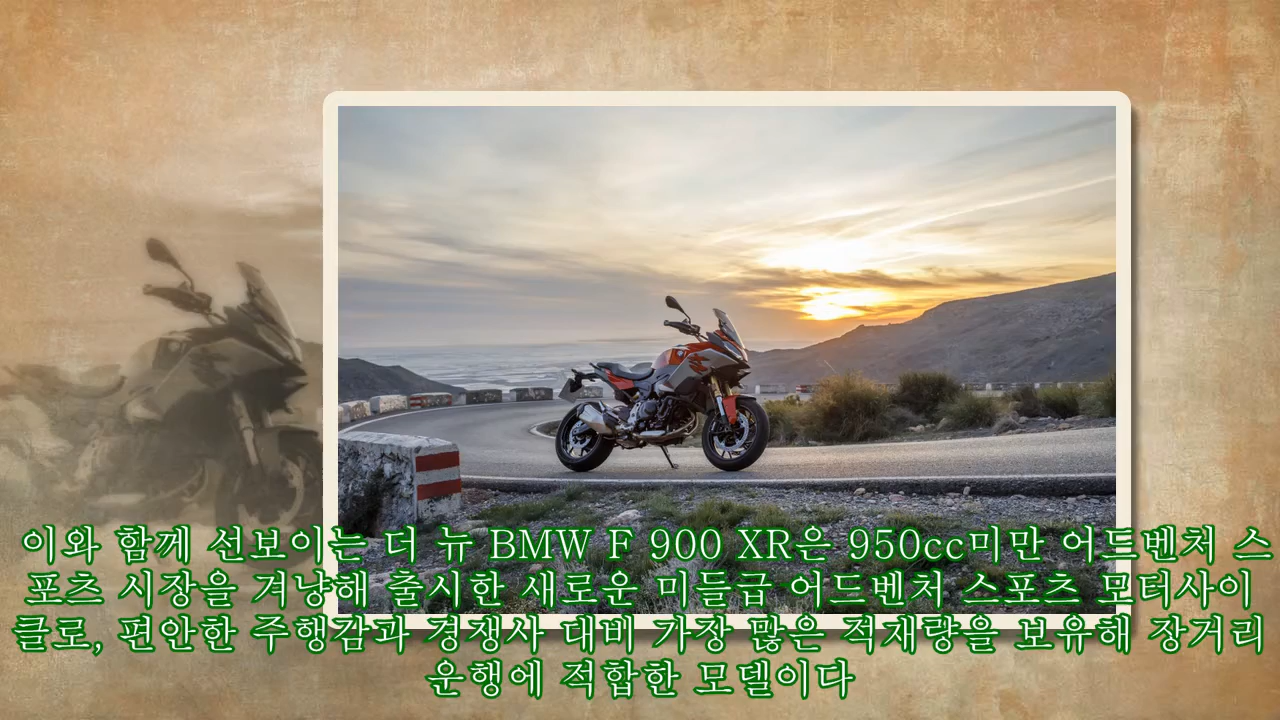 이와 함께 선보이는 더 뉴 BMW F 900 XR은 950cc미만 어드벤처 스
포츠 시장을 겨냥해 출시한 새로운 미들급 어드벤처 스포츠 모터사이
클로, 편안한 주행감과 경쟁사 대비 가장 많은 적재량을 보유해 장거리
운행에 적합한 모델이다